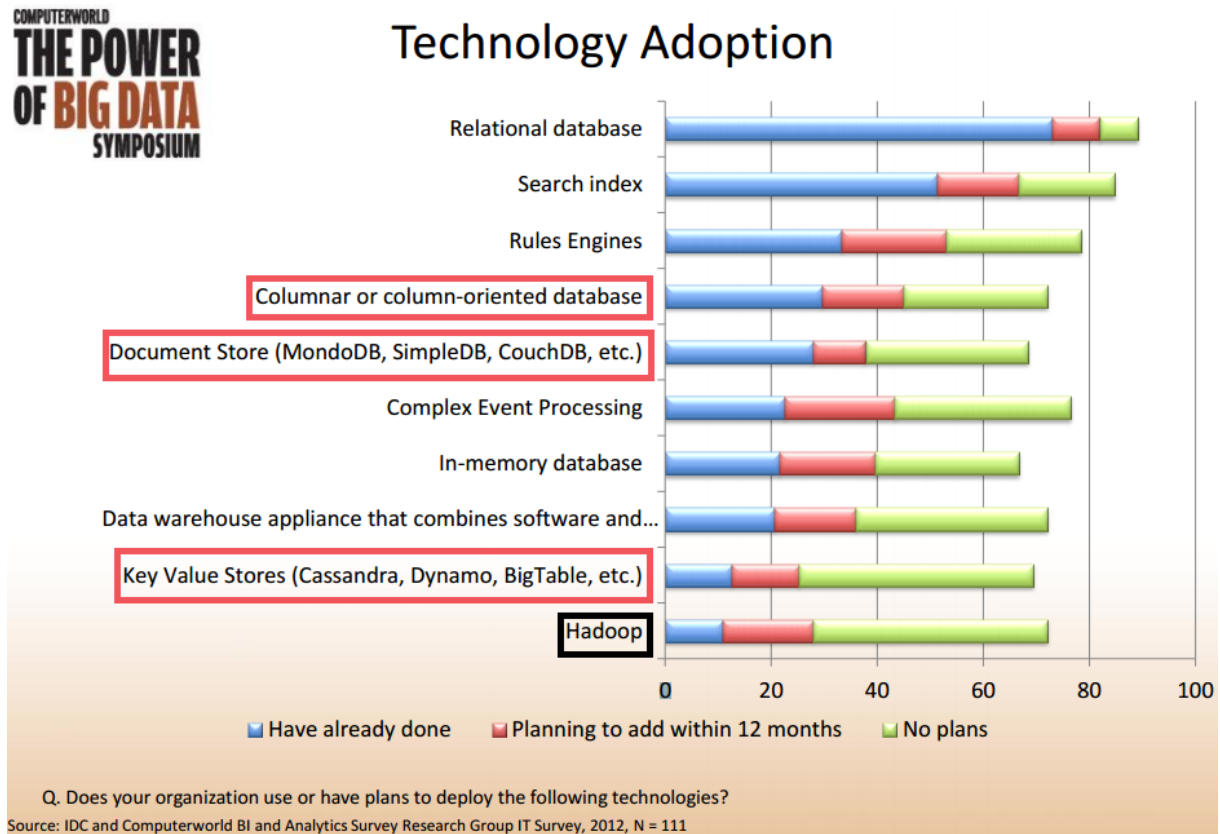 COMPUTERWORLD
THE POWER
OF BIG DATA
SYMPOSIUM
Technology Adoption
Relational database
Search index
Rules Engines
Columnar or column-oriented database
Document Store (MondoDB, SimpleDB, CouchDB, etc.)
Complex Event Processing
In-memory database
Data warehouse appliance that combines software and...
Key Value Stores (Cassandra, Dynamo, BigTable, etc.)
Hadoop
0 20 40 60 80 100
Have already done Planning to add within 12 months No plans
Q. Does your organization use or have plans to deploy the following technologies?
Source: IDC and Computerworld BI and Analytics Survey Research Group IT Survey, 2012, N = 111